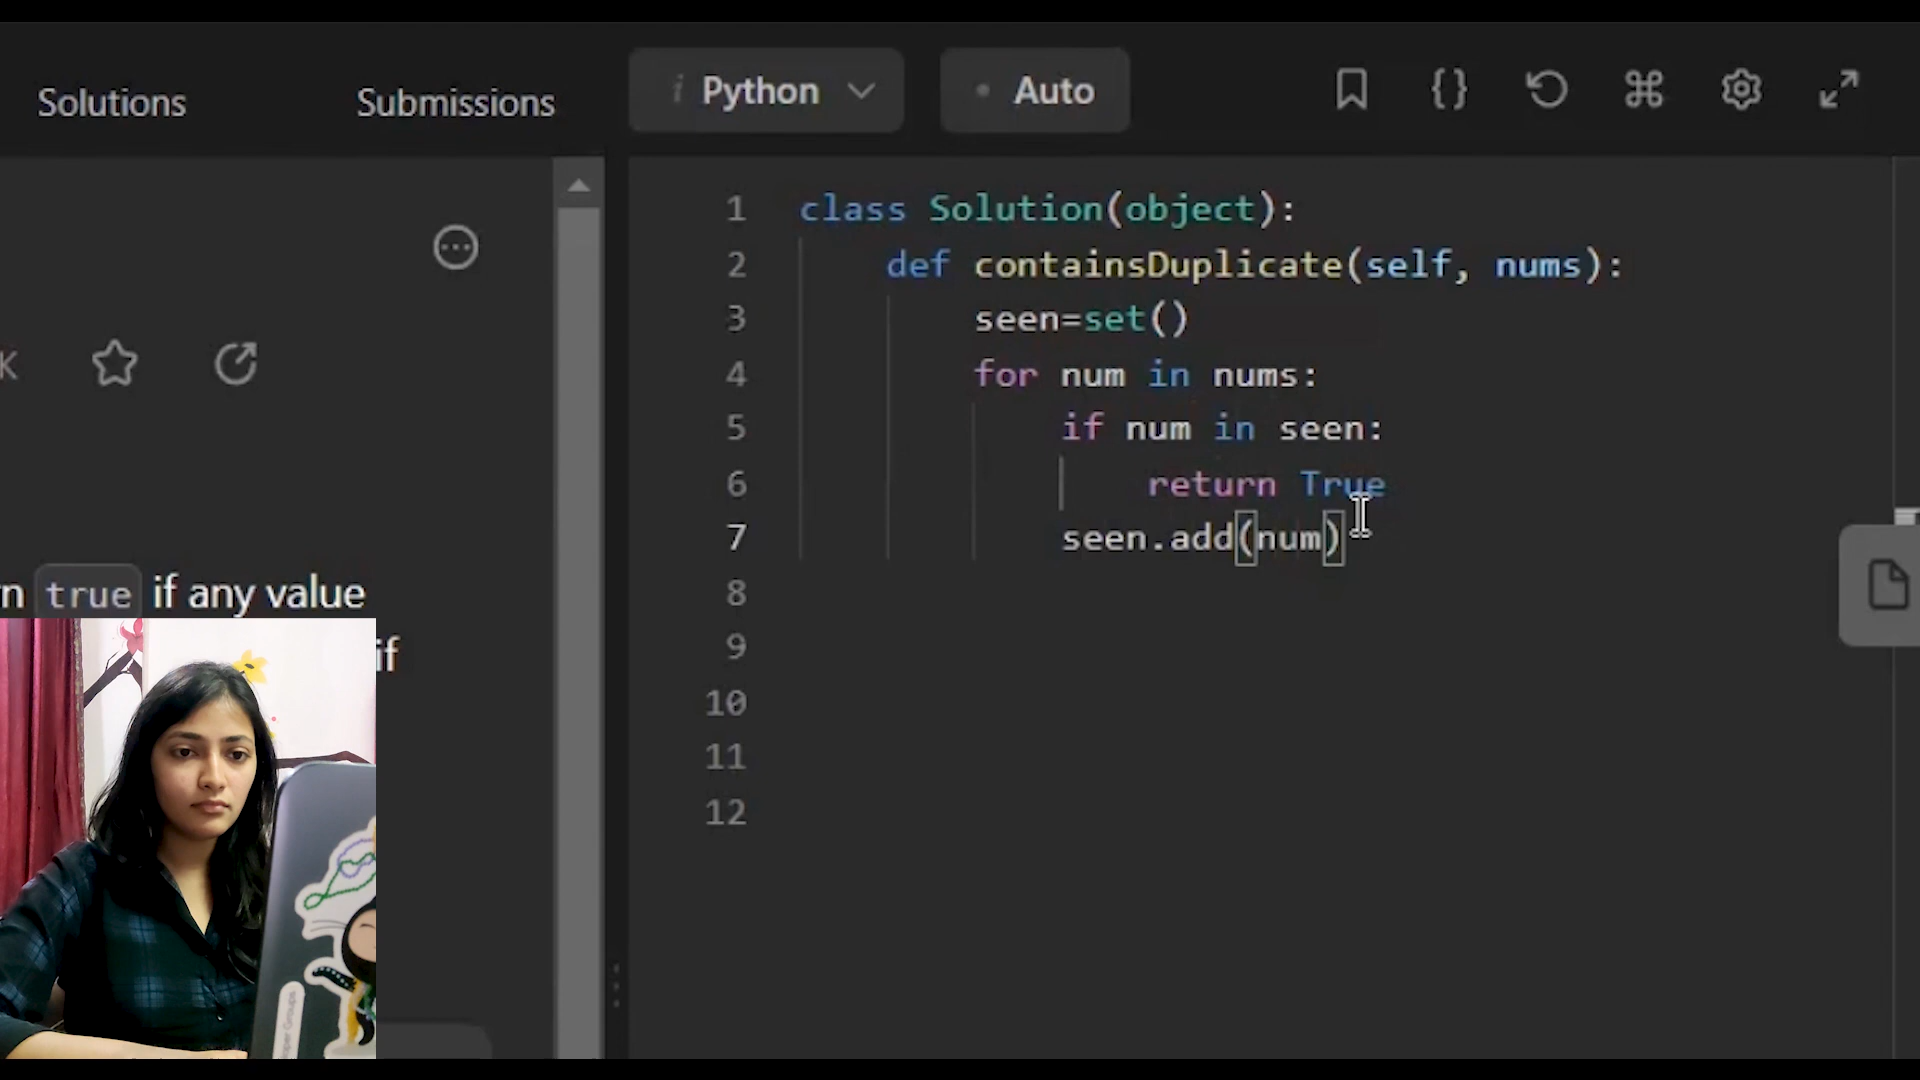 Solutions
Submissions
Python
Auto
K
n true if any value
if
1 class Solution(object):
2 def containsDuplicate(self, nums):
3 seen=set()
4 for num in nums:
5 if num in seen:
6 return True
7 seen.add(num)
8
9
10
11
12